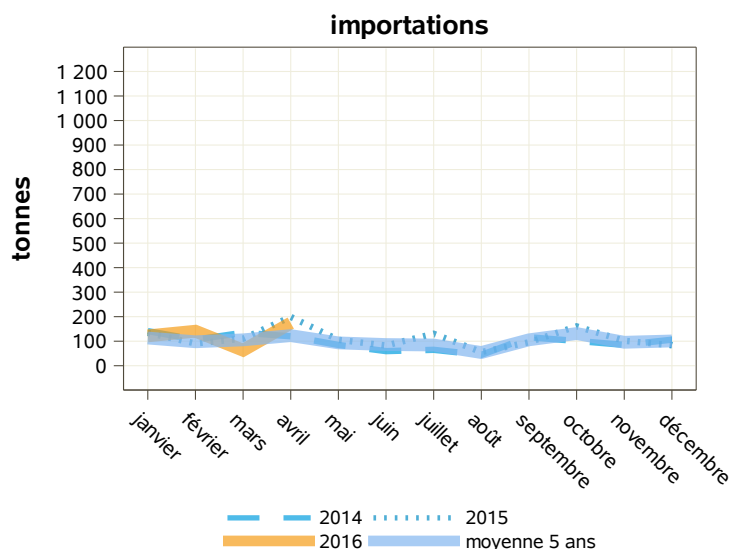 importations
tonnes
1 200
1 100
1 000
900
800
700
600
500
400
300
200
100
0
janvier
février
mars
avril
mai
juin
juillet
août
septembre
octobre
novembre
décembre
2014
2015
2016
moyenne 5 ans